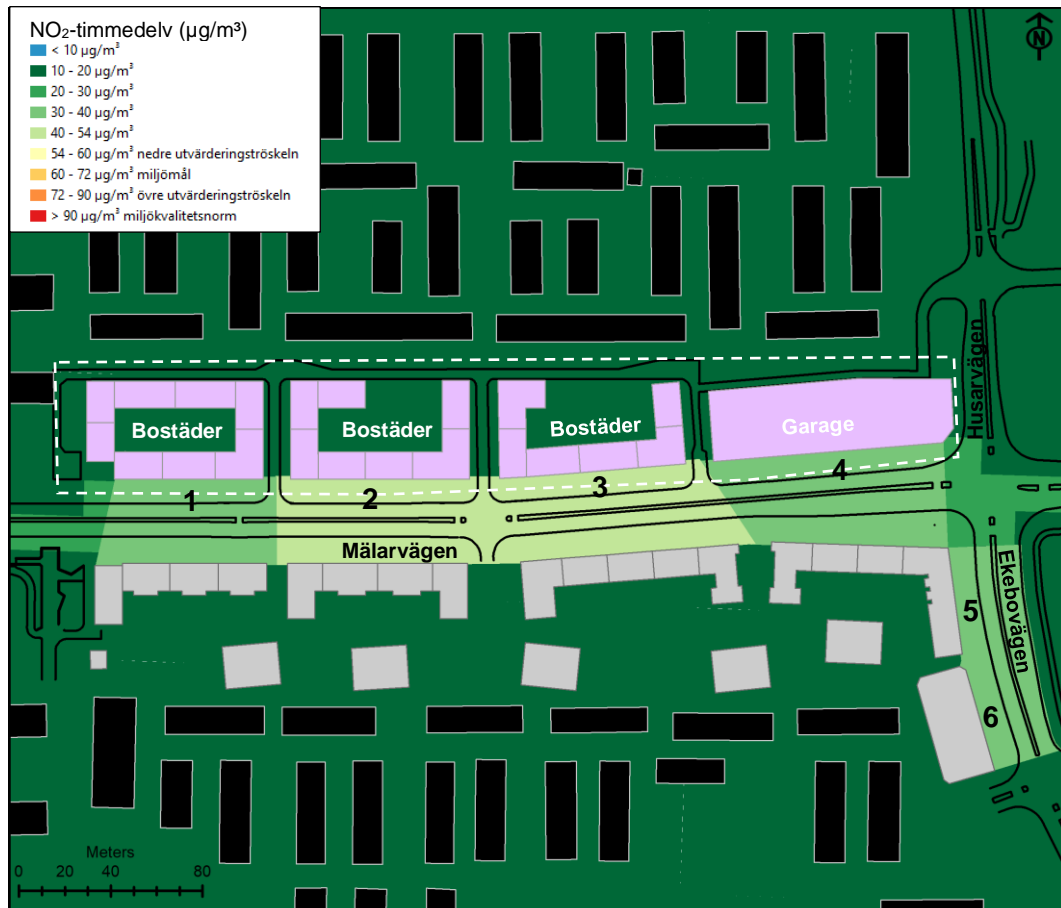 NO₂-timmedelv (µg/m³)
< 10 µg/m³
10 - 20 µg/m³
20 - 30 µg/m³
30 - 40 µg/m³
40 - 54 µg/m³
54 - 60 µg/m³ nedre utvärderingströskeln
60 - 72 µg/m³ miljömål
72 - 90 µg/m³ övre utvärderingströskeln
> 90 µg/m³ miljökvalitetsnorm
N
Husarvägen
Bostäder
Bostäder
Bostäder
Garage
1
2
3
4
Mälarvägen
5
Ekebovägen
6
Meters
0 20 40 80